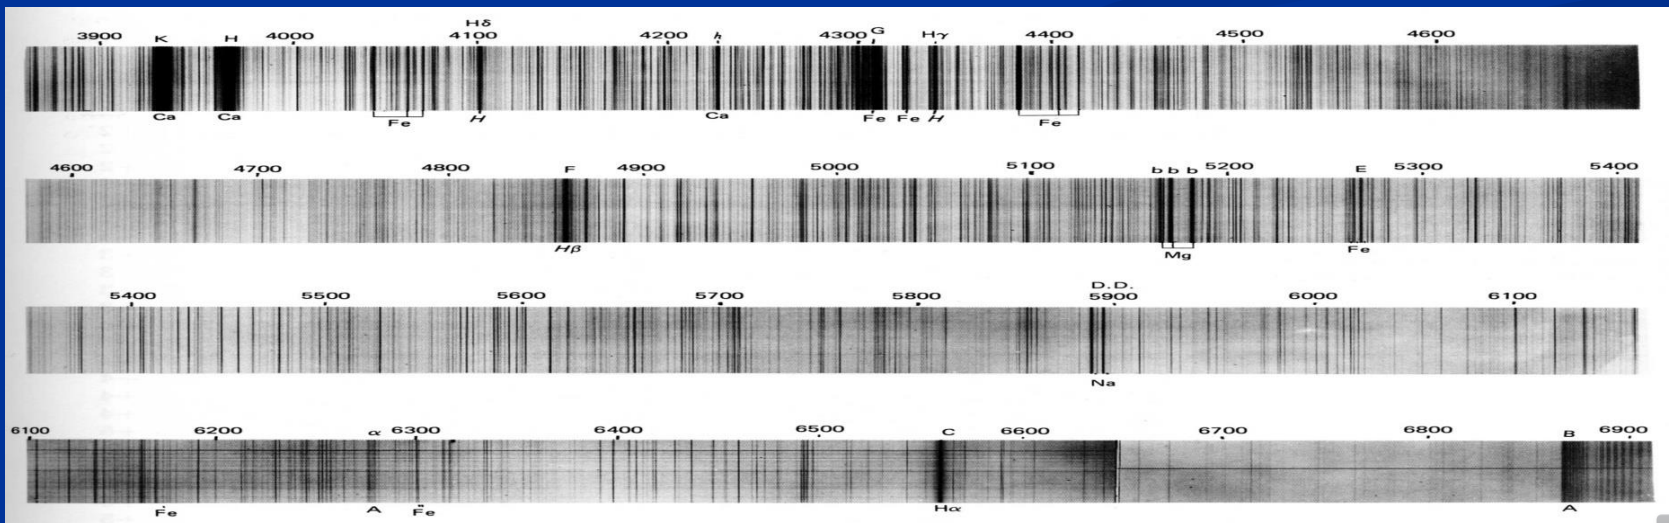 Hδ
3900 K H 4000 4100 4200 h 4300 G Hγ 4400 4500 4600
Ca Ca Fe H Ca Fe Fe H Fe
4600 4700 4800 F 4900 5000 5100 b b b 5200 E 5300 5400
Hβ Mg Fe
D.D.
5400 5500 5600 5700 5800 5900 6000 6100
Na
6100 6200 α 6300 6400 6500 C 6600 6700 6800 B 6900
Fe A Fe Hα A